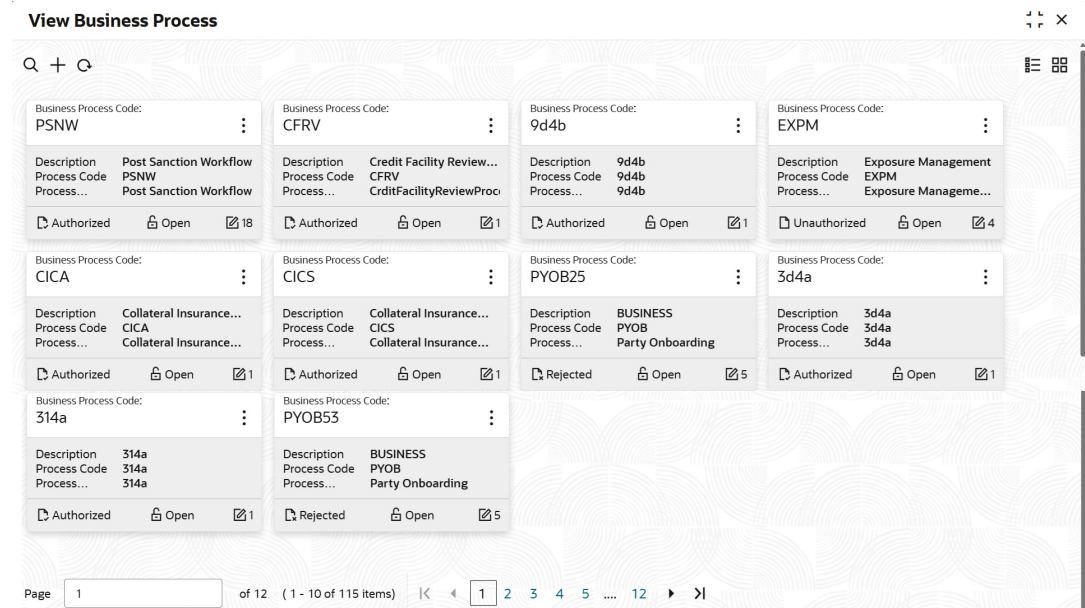 View Business Process
Business Process Code: Business Process Code: Business Process Code: Business Process Code:
PSNW CFRV 9d4b EXPM
Description Post Sanction Workflow Description Credit Facility Review... Description 9d4b Description Exposure Management
Process Code PSNW Process Code CFRV Process Code 9d4b Process Code EXPM
Process... Post Sanction Workflow Process... CrditFacilityReviewProc Process... 9d4b Process... Exposure Manageme...
Authorized Open 18 Authorized Open 1 Authorized Open 1 Unauthorized Open 4
Business Process Code: Business Process Code: Business Process Code: Business Process Code:
CICA CICS PYOB25 3d4a
Description Collateral Insurance... Description Collateral Insurance... Description BUSINESS Description 3d4a
Process Code CICA Process Code CICS Process Code PYOB Process Code 3d4a
Process... Collateral Insurance... Process... Collateral Insurance... Process... Party Onboarding Process... 3d4a
Authorized Open 1 Authorized Open 1 Rejected Open 5 Authorized Open 1
Business Process Code: Business Process Code:
314a PYOB53
Description 314a Description BUSINESS
Process Code 314a Process Code PYOB
Process... 314a Process... Party Onboarding
Authorized Open 1 Rejected Open 5
Page 1 of 12 (1 - 10 of 115 items) 1 2 3 4 5 .... 12